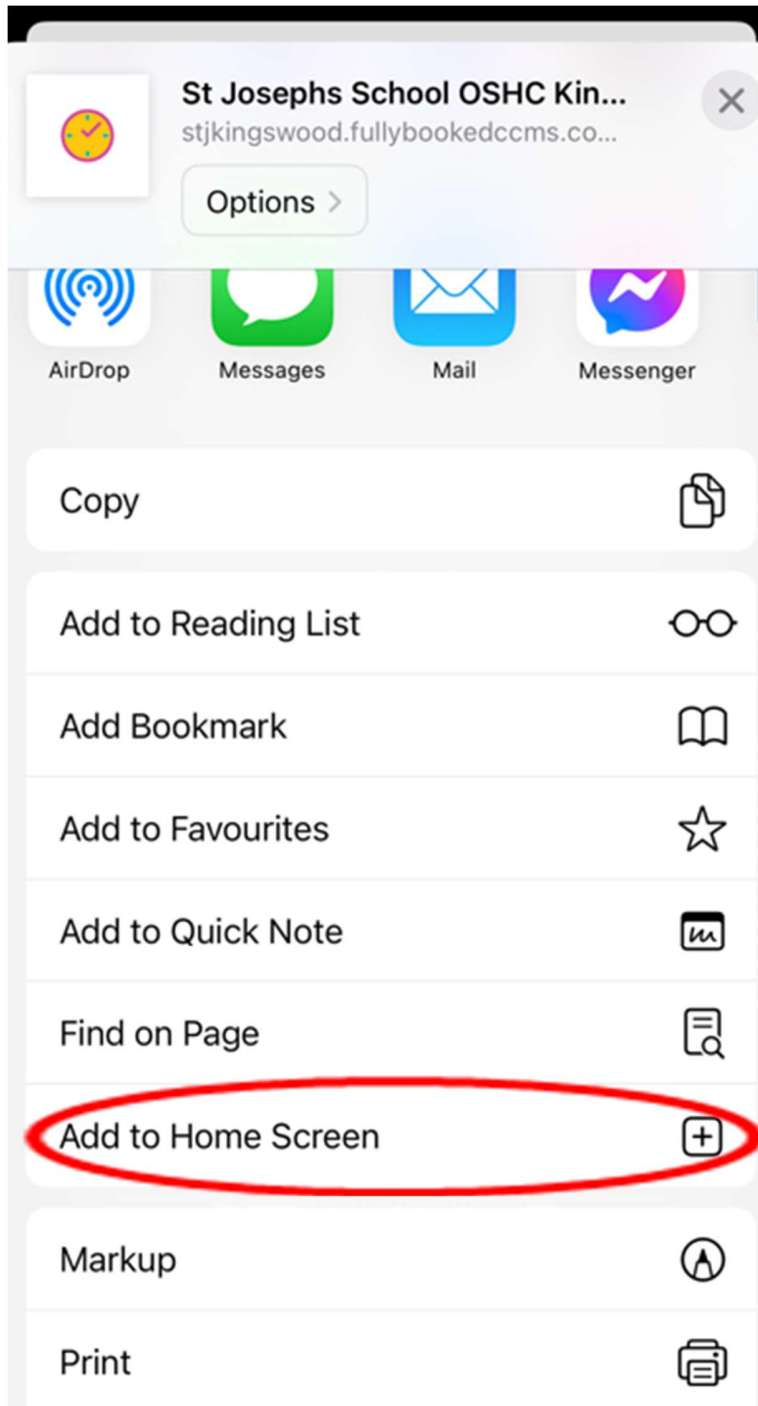 St Josephs School OSHC Kin...
stjkingswood.fullybookedccms.co...
Options
AirDrop
Messages
Mail
Messenger
Copy
Add to Reading List
Add Bookmark
Add to Favourites
Add to Quick Note
Find on Page
Add to Home Screen
Markup
Print